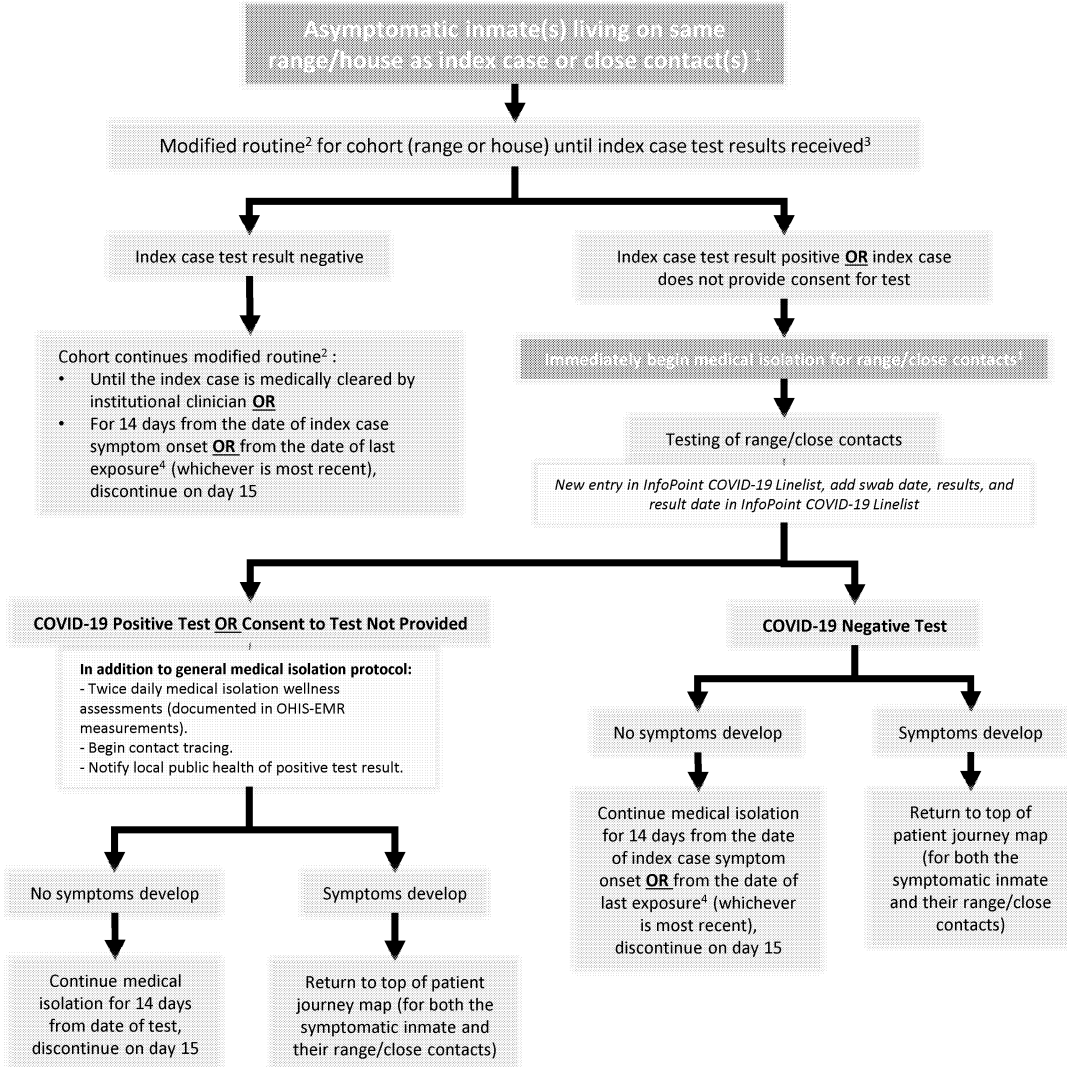 Asymptomatic inmate(s) living on same
range/house as index case or close contact(s) 1
Modified routine2 for cohort (range or house) until index case test results received3
Index case test result negative
Index case test result positive OR index case
does not provide consent for test
Cohort continues modified routine2 :
• Until the index case is medically cleared by
institutional clinician OR
• For 14 days from the date of index case
symptom onset OR from the date of last
exposure4 (whichever is most recent),
discontinue on day 15
Immediately begin medical isolation for range/close contacts1
Testing of range/close contacts
New entry in InfoPoint COVID-19 Linelist, add swab date, results, and
result date in InfoPoint COVID-19 Linelist
COVID-19 Positive Test OR Consent to Test Not Provided
In addition to general medical isolation protocol:
- Twice daily medical isolation wellness
assessments (documented in OHIS-EMR
measurements).
- Begin contact tracing.
- Notify local public health of positive test result.
No symptoms develop
Continue medical
isolation for 14 days
from date of test,
discontinue on day 15
Symptoms develop
Return to top of patient
journey map (for both the
symptomatic inmate and
their range/close contacts)
COVID-19 Negative Test
No symptoms develop
Continue medical isolation
for 14 days from the date
of index case symptom
onset OR from the date of
last exposure4 (whichever
is most recent),
discontinue on day 15
Symptoms develop
Return to top of
patient journey map
(for both the
symptomatic inmate
and their range/close
contacts)